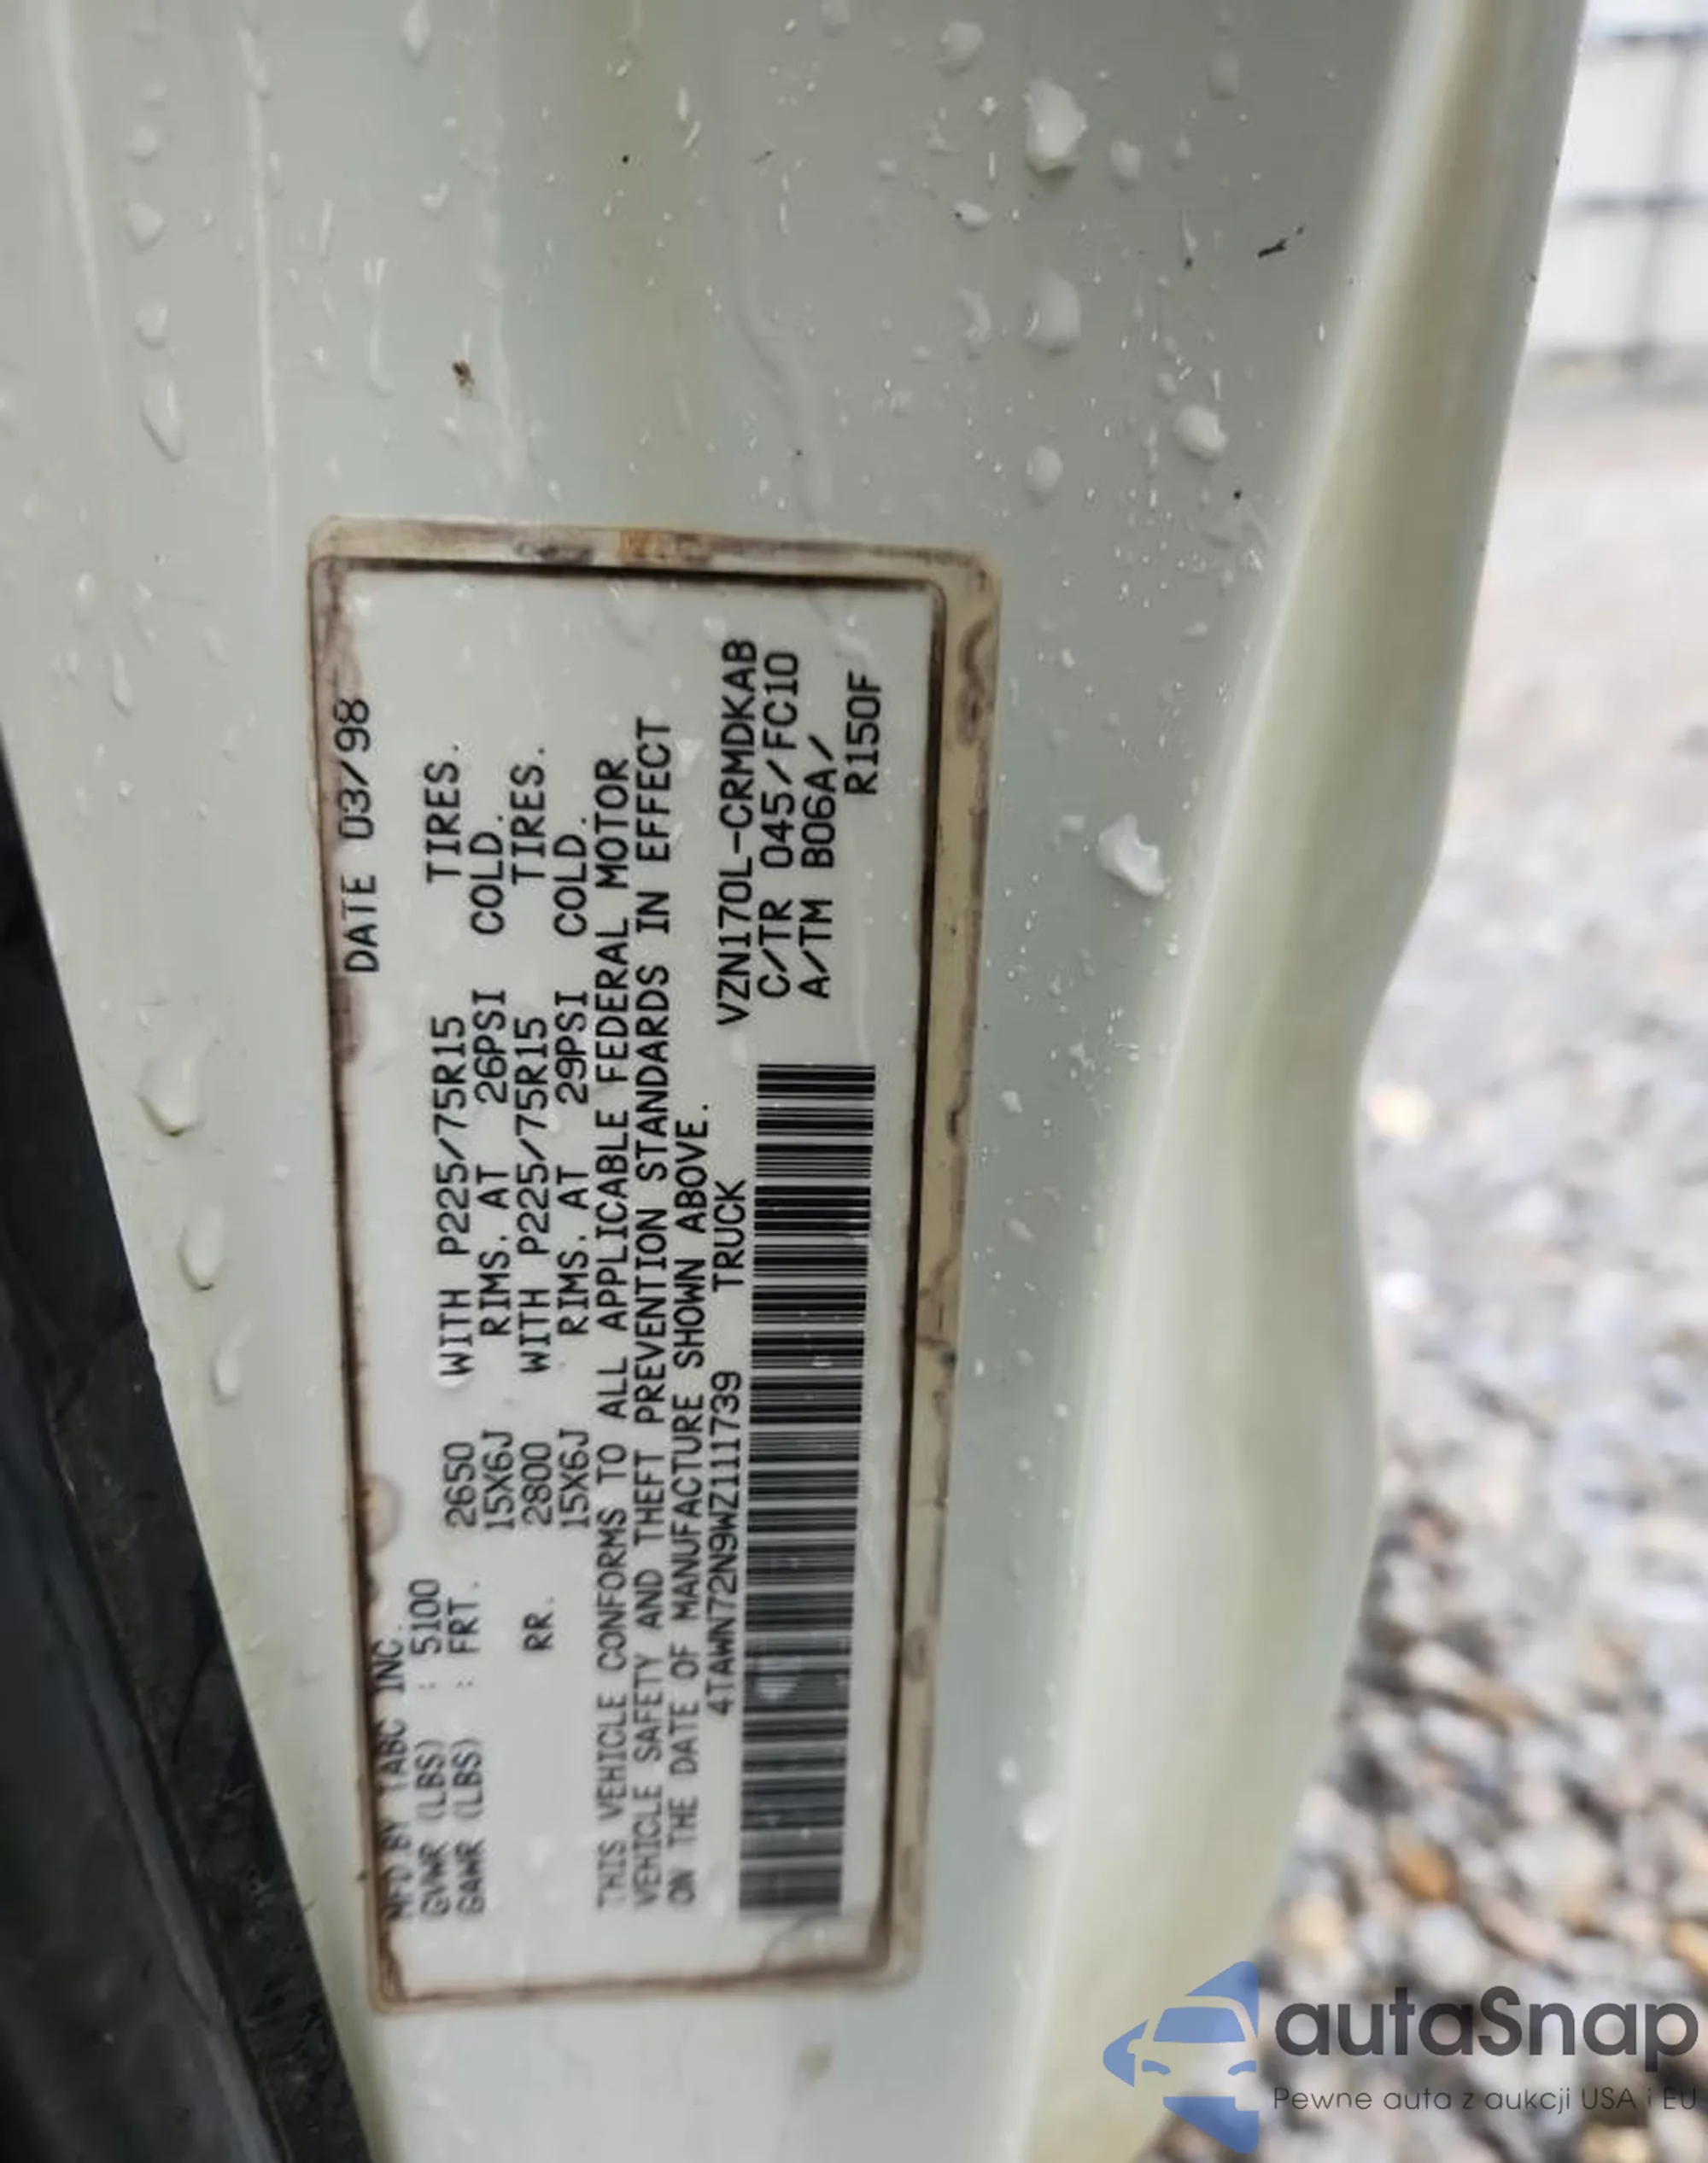 MFD BY TABC INC. DATE 03/98
GVWR (LBS) : 5100
GAWR (LBS) : FRT. 2650 WITH P225/75R15 TIRES.
15X6J RIMS. AT 26PSI COLD.
RR. 2800 WITH P225/75R15 TIRES.
15X6J RIMS. AT 29PSI COLD.
THIS VEHICLE CONFORMS TO ALL APPLICABLE FEDERAL MOTOR
VEHICLE SAFETY AND THEFT PREVENTION STANDARDS IN EFFECT
ON THE DATE OF MANUFACTURE SHOWN ABOVE.
4TAWN72N9WZ111739 TRUCK VZN170L-CRMDKAB
C/TR 045/FC10
A/TM B06A/
R150F
autaSnap
Pewne auta z aukcji USA i EU